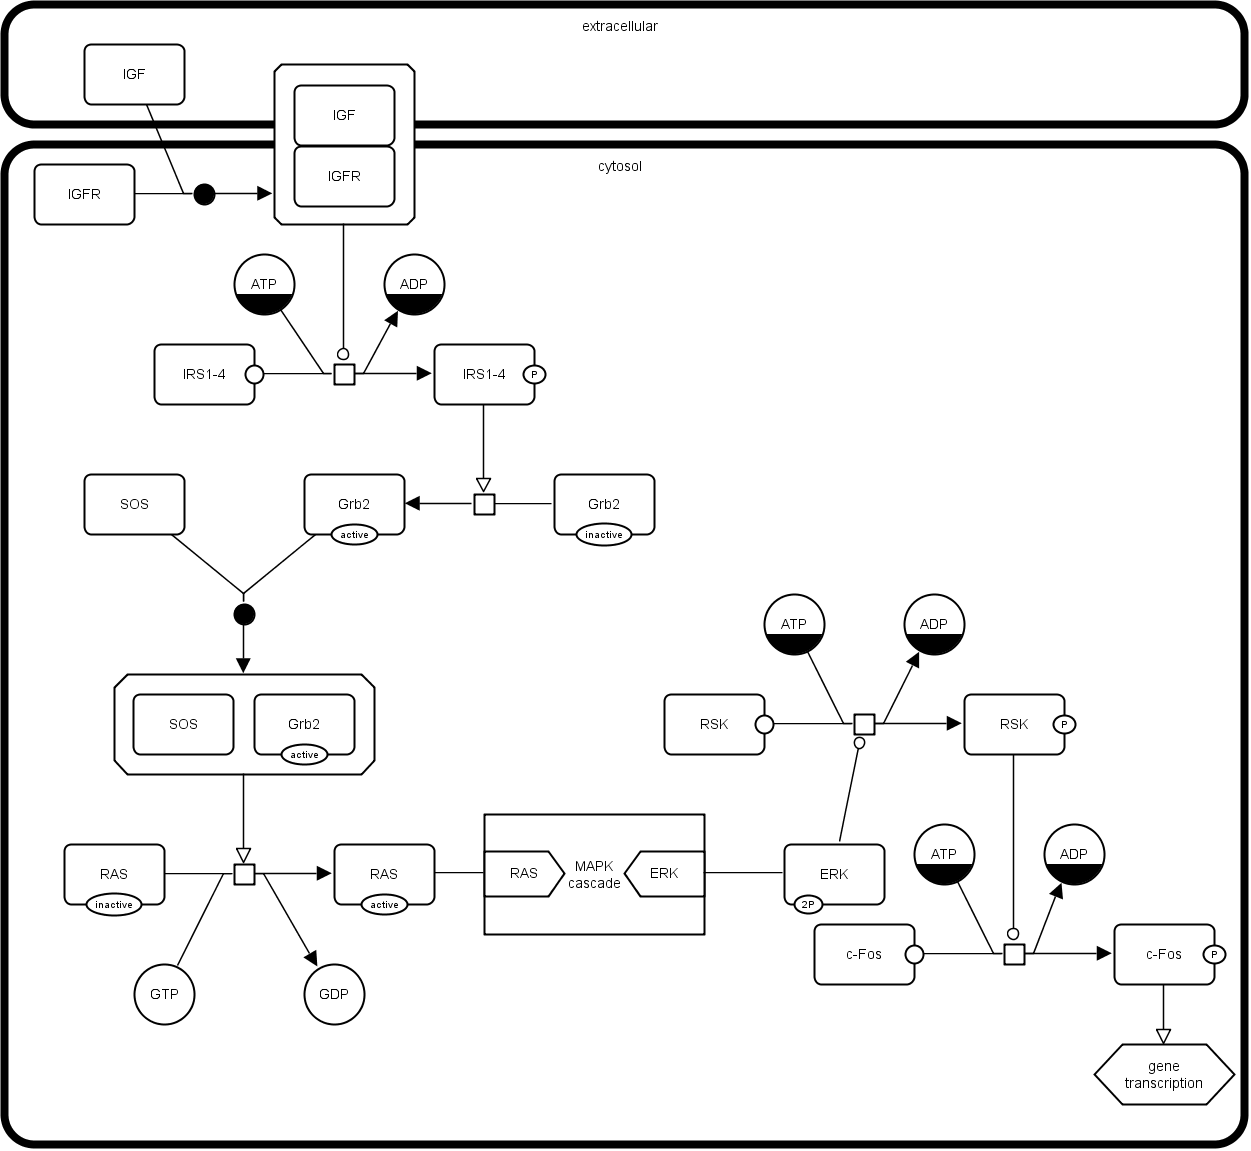 extracellular
IGF
IGF
cytosol
IGFR
IGFR
ATP
ADP
IRS1-4
IRS1-4
P
SOS
Grb2
active
Grb2
inactive
ATP
ADP
SOS
Grb2
active
RSK
RSK
P
RAS
inactive
RAS
active
RAS
MAPK
cascade
ERK
ERK
2P
ATP
ADP
c-Fos
c-Fos
P
GTP
GDP
gene
transcription